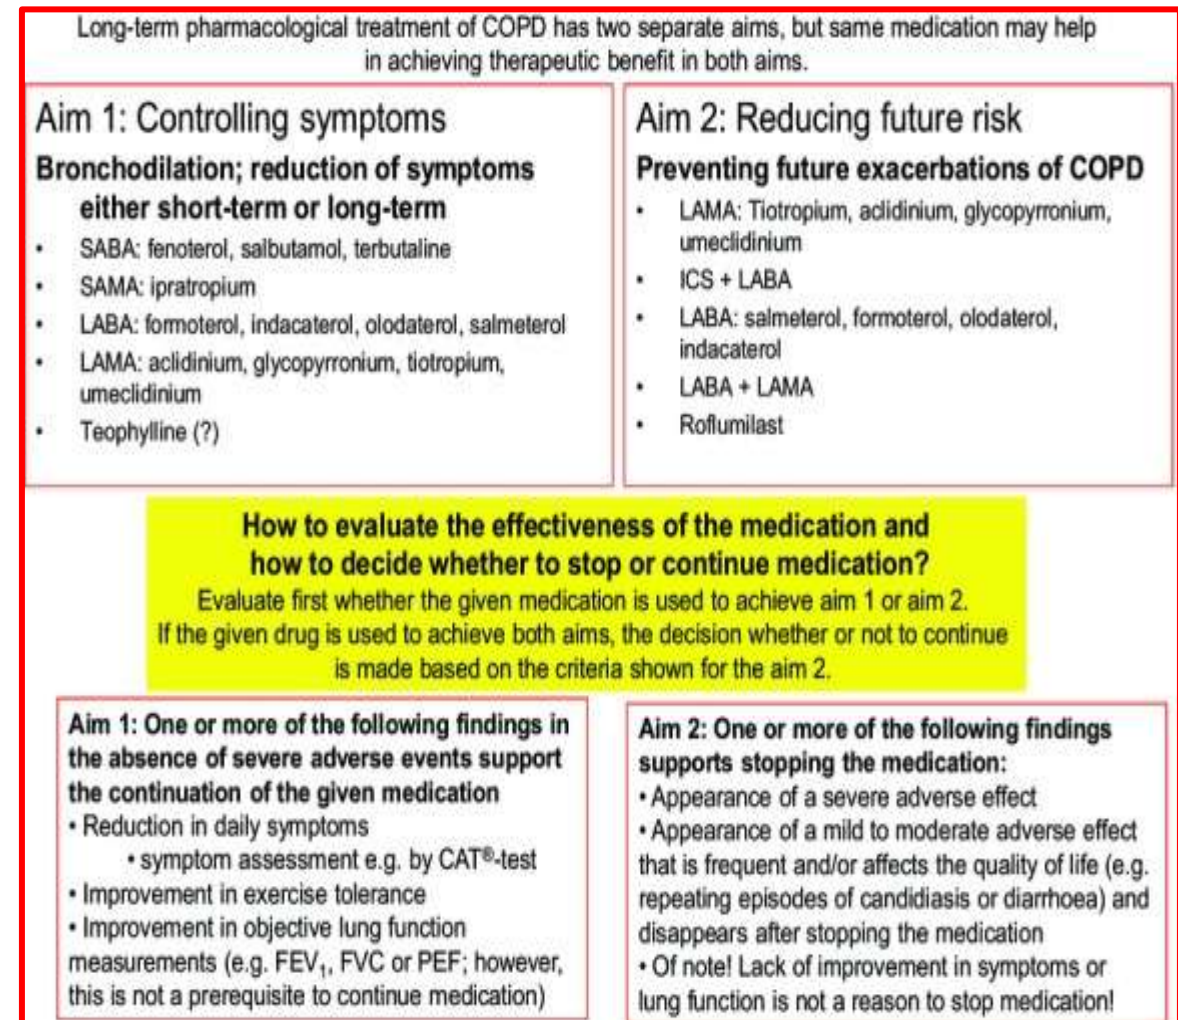 Long-term pharmacological treatment of COPD has two separate aims, but same medication may help
in achieving therapeutic benefit in both aims.
Aim 1: Controlling symptoms
Bronchodilation; reduction of symptoms
either short-term or long-term
• SABA: fenoterol, salbutamol, terbutaline
• SAMA: ipratropium
• LABA: formoterol, indacaterol, olodaterol, salmeterol
• LAMA: aclidinium, glycopyrronium, tiotropium,
umeclidinium
• Teophylline (?)
Aim 2: Reducing future risk
Preventing future exacerbations of COPD
• LAMA: Tiotropium, aclidinium, glycopyrronium,
umeclidinium
• ICS + LABA
• LABA: salmeterol, formoterol, olodaterol,
indacaterol
• LABA + LAMA
• Roflumilast
How to evaluate the effectiveness of the medication and
how to decide whether to stop or continue medication?
Evaluate first whether the given medication is used to achieve aim 1 or aim 2.
If the given drug is used to achieve both aims, the decision whether or not to continue
is made based on the criteria shown for the aim 2.
Aim 1: One or more of the following findings in
the absence of severe adverse events support
the continuation of the given medication
• Reduction in daily symptoms
• symptom assessment e.g. by CAT®-test
• Improvement in exercise tolerance
• Improvement in objective lung function
measurements (e.g. FEV₁, FVC or PEF; however,
this is not a prerequisite to continue medication)
Aim 2: One or more of the following findings
supports stopping the medication:
• Appearance of a severe adverse effect
• Appearance of a mild to moderate adverse effect
that is frequent and/or affects the quality of life (e.g.
repeating episodes of candidiasis or diarrhoea) and
disappears after stopping the medication
• Of note! Lack of improvement in symptoms or
lung function is not a reason to stop medication!